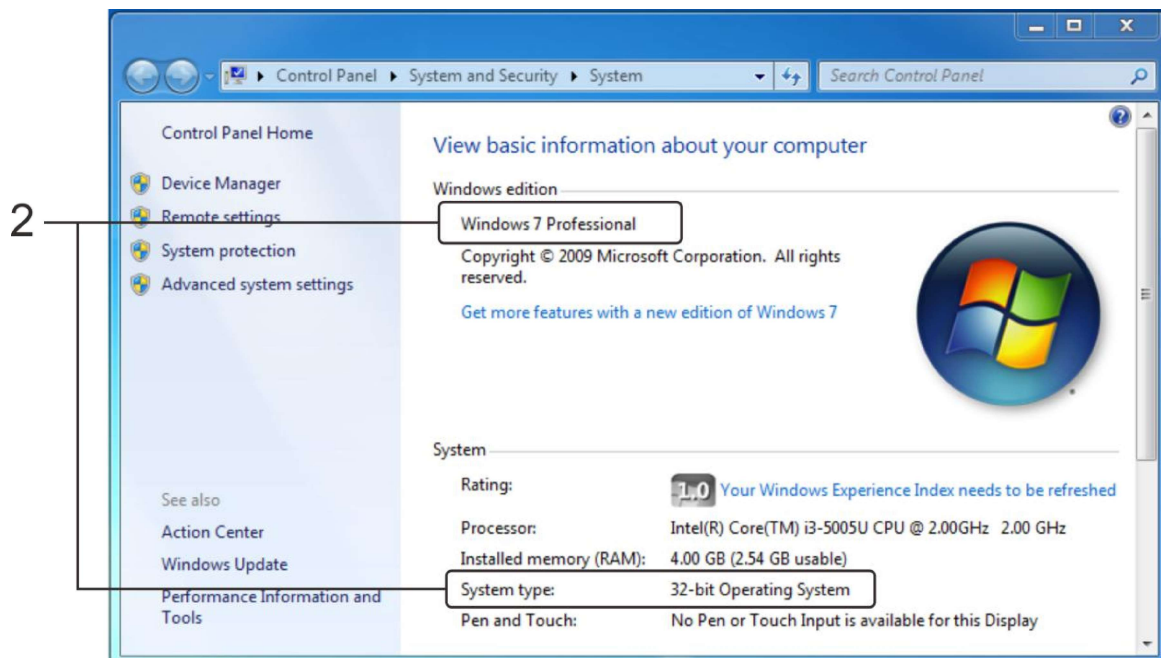 Control Panel ▸ System and Security ▸ System
Search Control Panel
Control Panel Home
Device Manager
2
Remote settings
System protection
Advanced system settings
See also
Action Center
Windows Update
Performance Information and
Tools
View basic information about your computer
Windows edition
Windows 7 Professional
Copyright © 2009 Microsoft Corporation. All rights
reserved.
Get more features with a new edition of Windows 7
System
Rating:
1.0 Your Windows Experience Index needs to be refreshed
Processor: Intel(R) Core(TM) i3-5005U CPU @ 2.00GHz 2.00 GHz
Installed memory (RAM): 4.00 GB (2.54 GB usable)
System type: 32-bit Operating System
Pen and Touch: No Pen or Touch Input is available for this Display